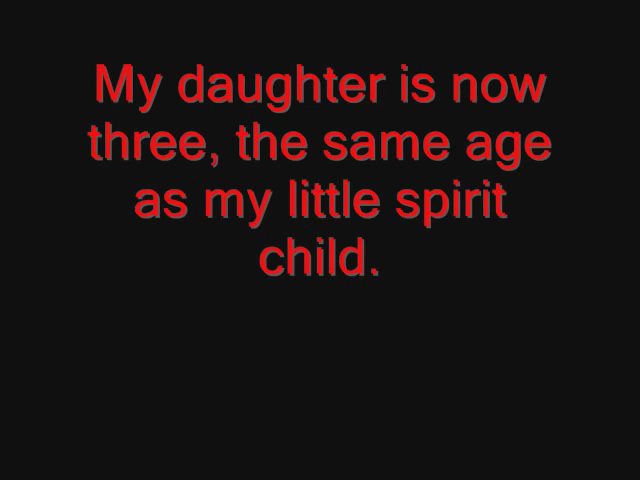 My daughter is now
three, the same age
as my little spirit
child.